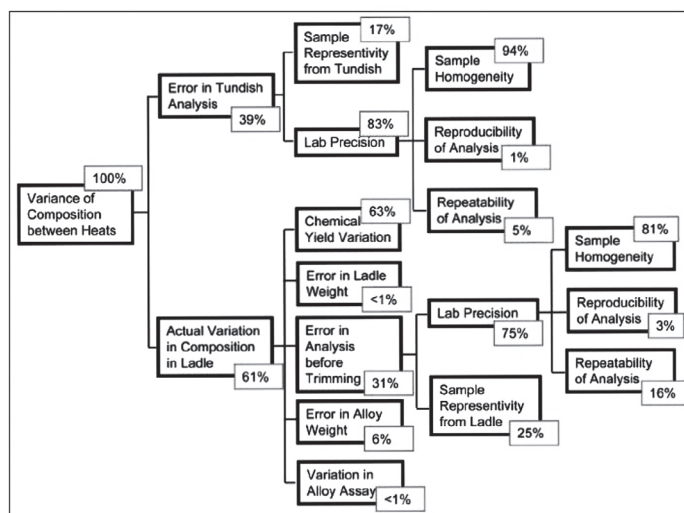 100%
Variance of
Composition
between Heats
Error in Tundish
Analysis
39%
17%
Sample
Representivity
from Tundish
83%
Lab Precision
94%
Sample
Homogeneity
Reproducibility
of Analysis
1%
Repeatability
of Analysis
5%
Actual Variation
in Composition
in Ladle
61%
63%
Chemical
Yield Variation
Error in Ladle
Weight
<1%
Error in
Analysis
before
Trimming
31%
Error in Alloy
Weight
6%
Variation in
Alloy Assay
<1%
Lab Precision
75%
Sample
Representivity
from Ladle
25%
81%
Sample
Homogeneity
Reproducibility
of Analysis
3%
Repeatability
of Analysis
16%